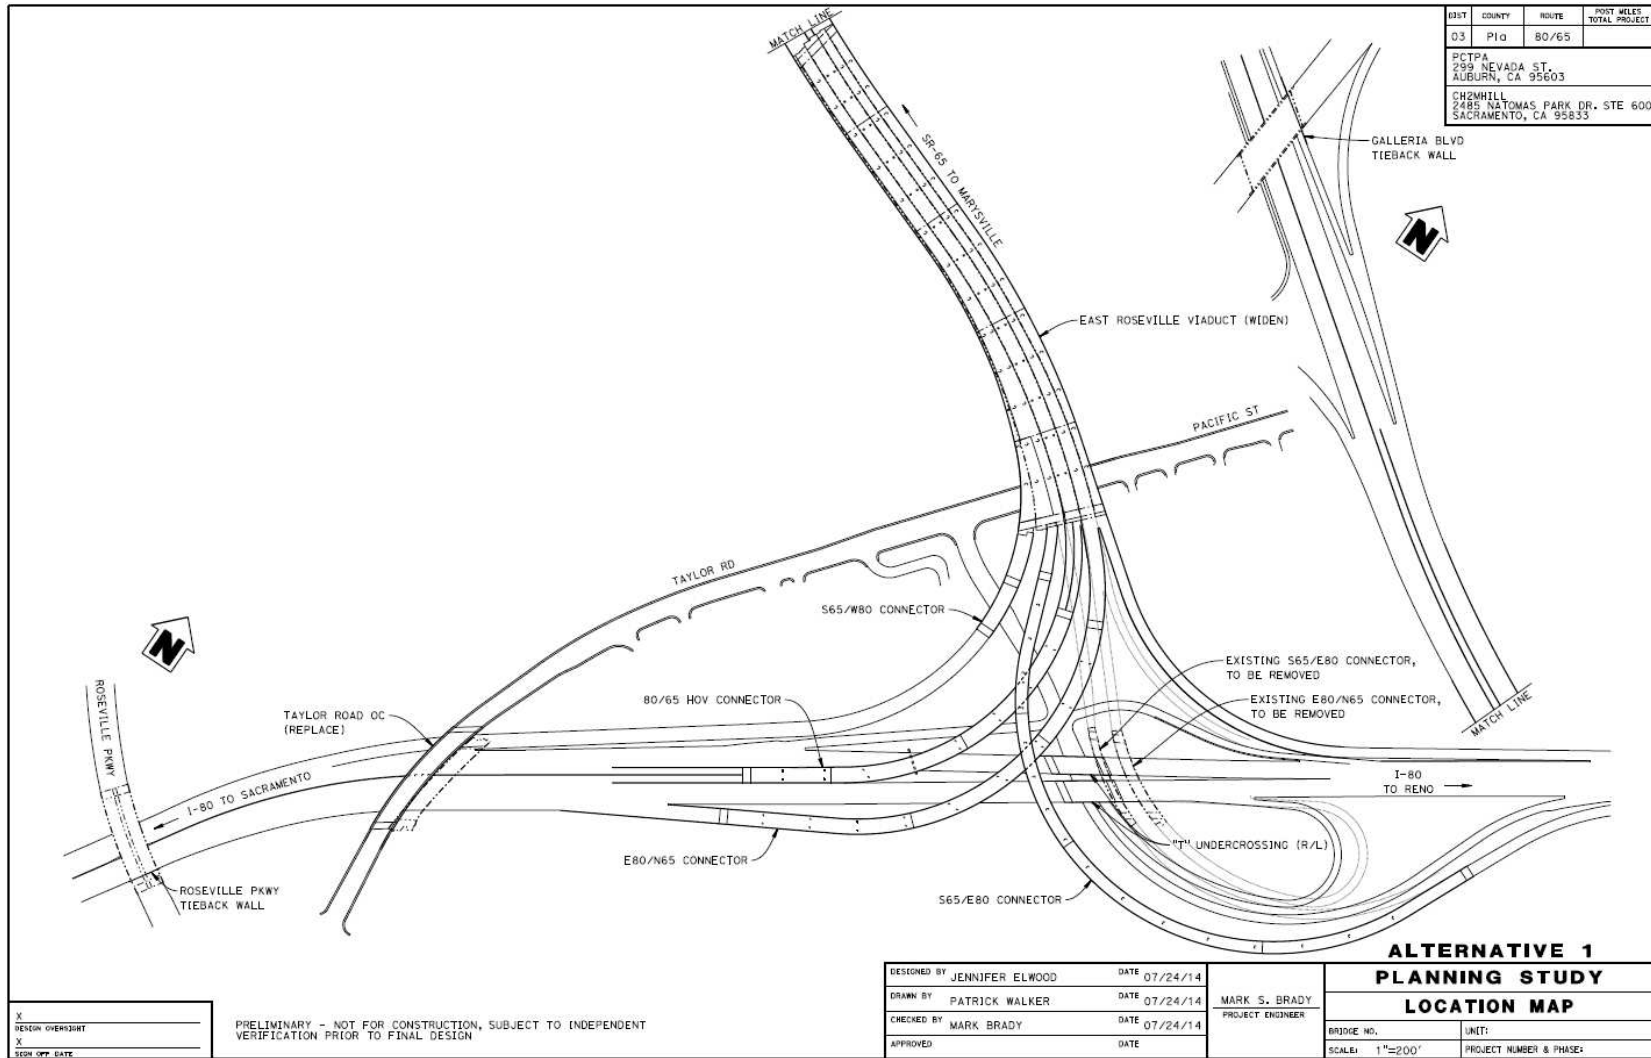 DIST COUNTY ROUTE POST MILES TOTAL PROJECT
03 Pla 80/65
PCTPA
299 NEVADA ST.
AUBURN, CA 95603
CH2MHILL
2485 NATOMAS PARK DR. STE 600
SACRAMENTO, CA 95833
MATCH LINE
SR-65 TO MARYSVILLE
GALLERIA BLVD
TIEBACK WALL
N
EAST ROSEVILLE VIADUCT (WIDEN)
PACIFIC ST
TAYLOR RD
S65/W80 CONNECTOR
N
EXISTING S65/E80 CONNECTOR,
TO BE REMOVED
EXISTING E80/N65 CONNECTOR,
TO BE REMOVED
80/65 HOV CONNECTOR
ROSEVILLE PKWY
TAYLOR ROAD OC
(REPLACE)
MATCH LINE
I-80 TO SACRAMENTO
I-80
TO RENO
"T" UNDERCROSSING (R/L)
E80/N65 CONNECTOR
ROSEVILLE PKWY
TIEBACK WALL
S65/E80 CONNECTOR
ALTERNATIVE 1
PLANNING STUDY
LOCATION MAP
DESIGNED BY JENNIFER ELWOOD DATE 07/24/14
DRAWN BY PATRICK WALKER DATE 07/24/14
CHECKED BY MARK BRADY DATE 07/24/14
APPROVED DATE
MARK S. BRADY
PROJECT ENGINEER
BRIDGE NO. UNIT:
SCALE: 1"=200' PROJECT NUMBER & PHASE:
X
DESIGN OVERSIGHT
X
SIGN OFF DATE
PRELIMINARY - NOT FOR CONSTRUCTION, SUBJECT TO INDEPENDENT
VERIFICATION PRIOR TO FINAL DESIGN